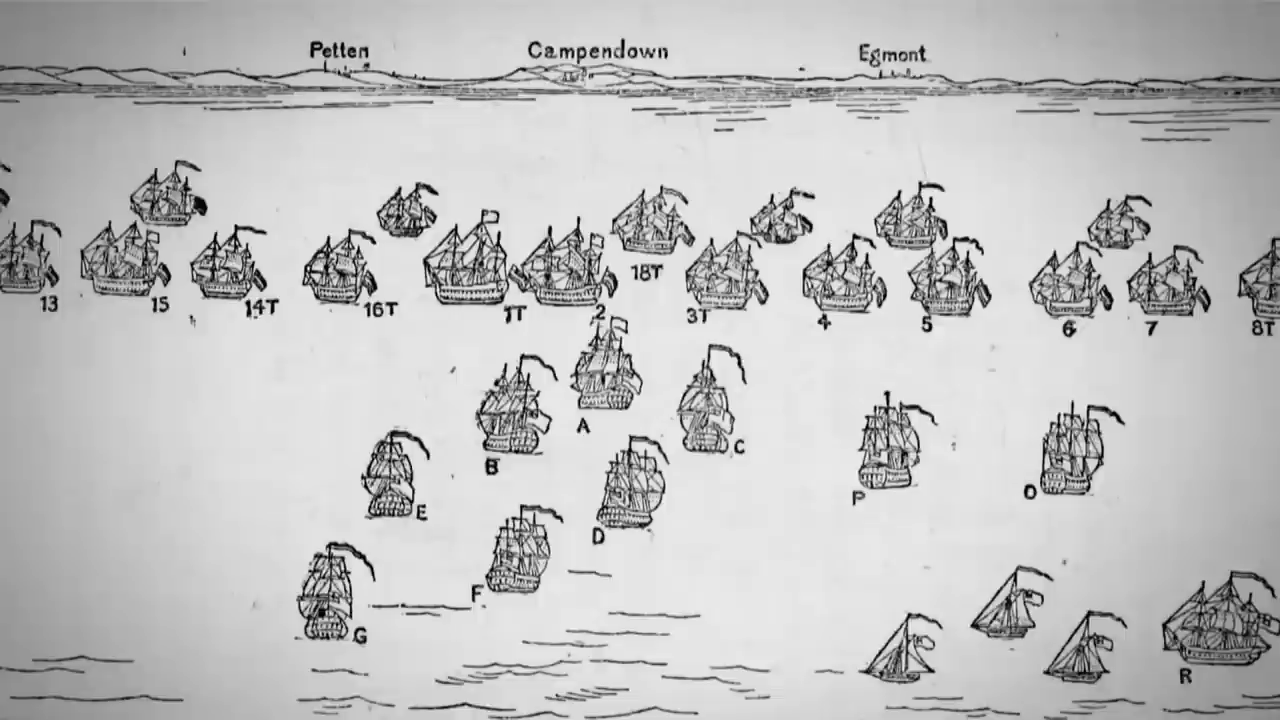 Petten Campendown Egmont
18T
13 15 14T 16T 1T 2 3T 4 5 6 7 8T
A
B C
E P O
D
F
G
R